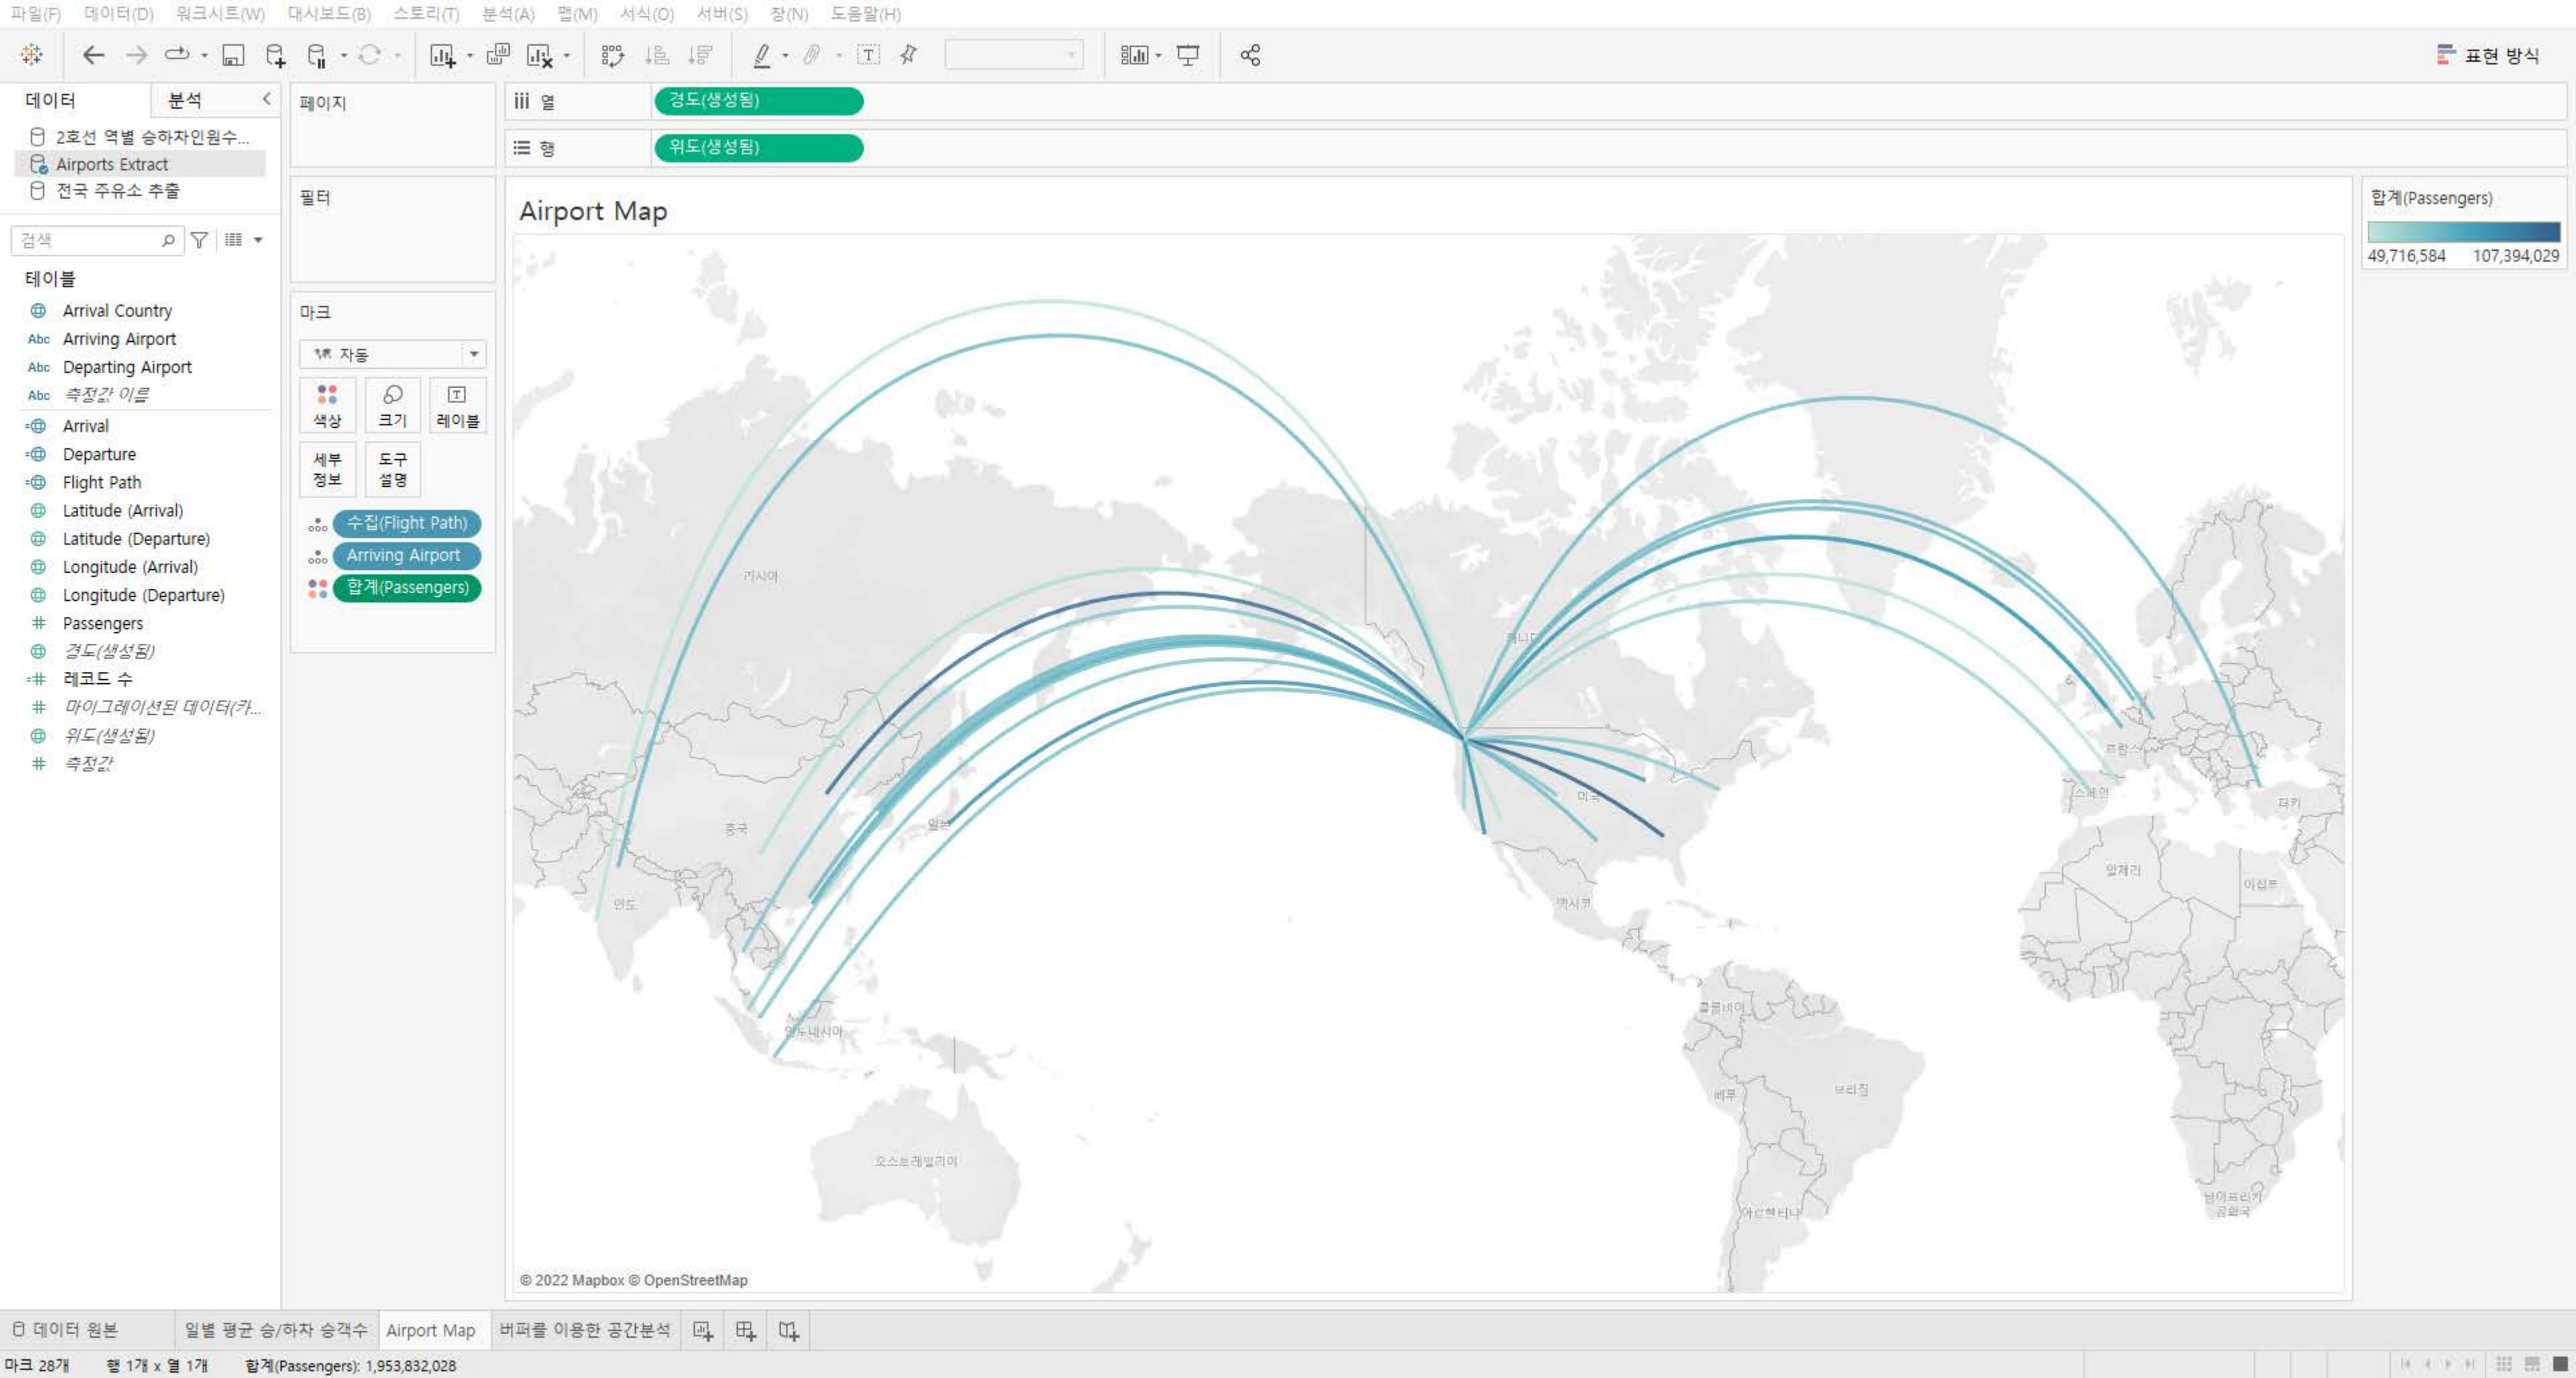 파일(F) 데이터(D) 워크시트(W) 대시보드(B) 스토리(T) 분석(A) 맵(M) 서식(O) 서버(S) 창(N) 도움말(H)
표현 방식
데이터 분석
2호선 역별 승하차인원수...
Airports Extract
전국 주유소 추출
검색
테이블
Arrival Country
Abc Arriving Airport
Abc Departing Airport
Abc 측정값 이름
Arrival
Departure
Flight Path
Latitude (Arrival)
Latitude (Departure)
Longitude (Arrival)
Longitude (Departure)
Passengers
경도(생성됨)
레코드 수
마이그레이션된 데이터(카...
위도(생성됨)
측정값
페이지
필터
마크
자동
색상 크기 레이블
세부 정보
도구 설명
수집(Flight Path)
Arriving Airport
합계(Passengers)
열 경도(생성됨)
행 위도(생성됨)
Airport Map
러시아
캐나다
프랑스
스페인
터키
미국
중국
일본
인도
멕시코
알제리
이집트
콜롬비아
인도네시아
페루
브라질
오스트레일리아
아르헨티나
남아프리카
공화국
© 2022 Mapbox © OpenStreetMap
합계(Passengers)
49,716,584 107,394,029
데이터 원본 일별 평균 승/하차 승객수 Airport Map 버퍼를 이용한 공간분석
마크 28개 행 1개 x 열 1개 합계(Passengers): 1,953,832,028